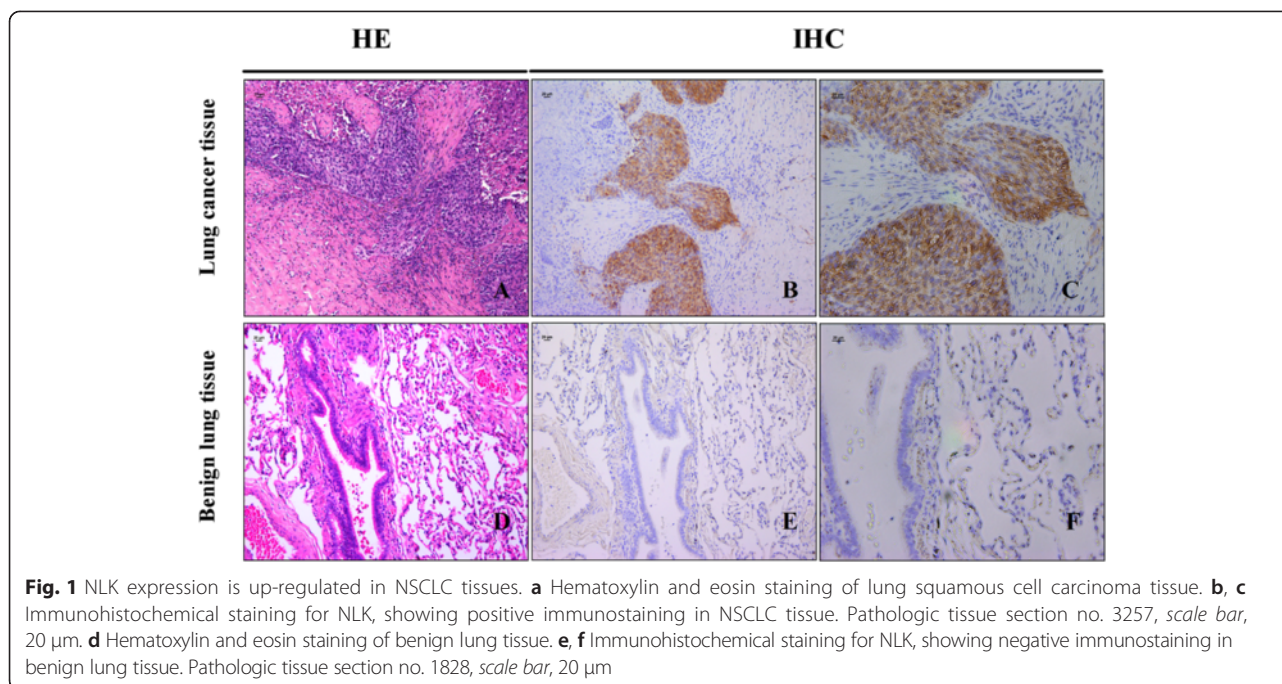 HE IHC
Lung cancer tissue
A B C
Benign lung tissue
D E F
Fig. 1 NLK expression is up-regulated in NSCLC tissues. a Hematoxylin and eosin staining of lung squamous cell carcinoma tissue. b, c
Immunohistochemical staining for NLK, showing positive immunostaining in NSCLC tissue. Pathologic tissue section no. 3257, scale bar,
20 μm. d Hematoxylin and eosin staining of benign lung tissue. e, f Immunohistochemical staining for NLK, showing negative immunostaining in
benign lung tissue. Pathologic tissue section no. 1828, scale bar, 20 μm